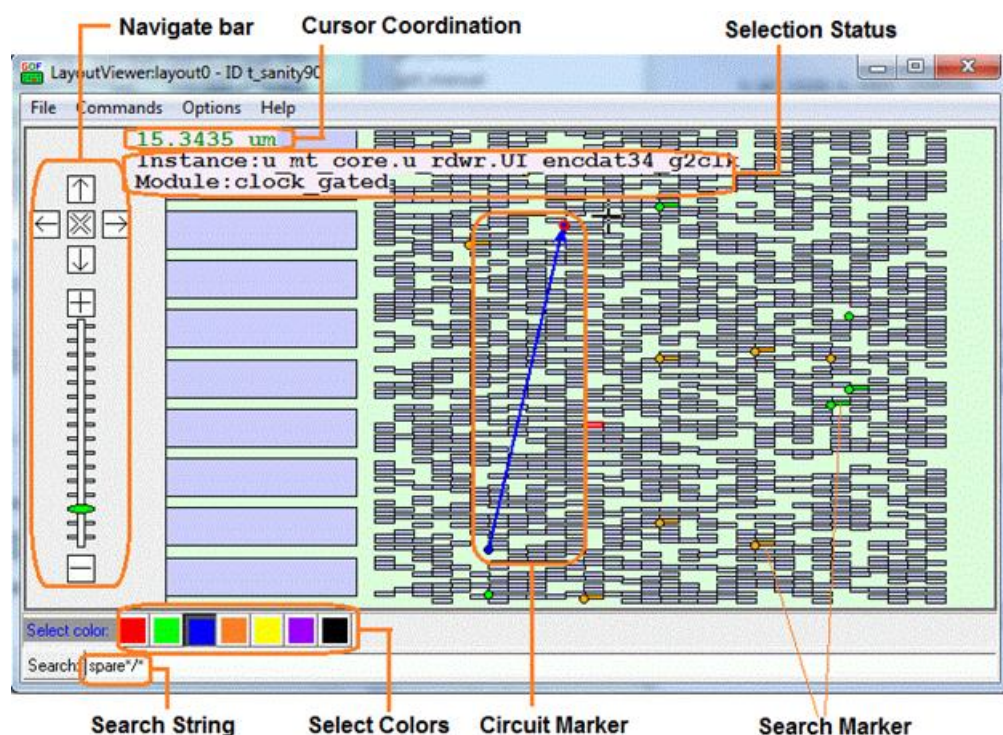 Navigate bar Cursor Coordination Selection Status
GOF LayoutViewer:layout0 - ID t_sanity90
File Commands Options Help
15.3435 um
Instance:u_mt_core.u_rdwr.UI_encdat34_g2clk
Module:clock_gated
Select color:
Search: spare*/*
Search String Select Colors Circuit Marker Search Marker